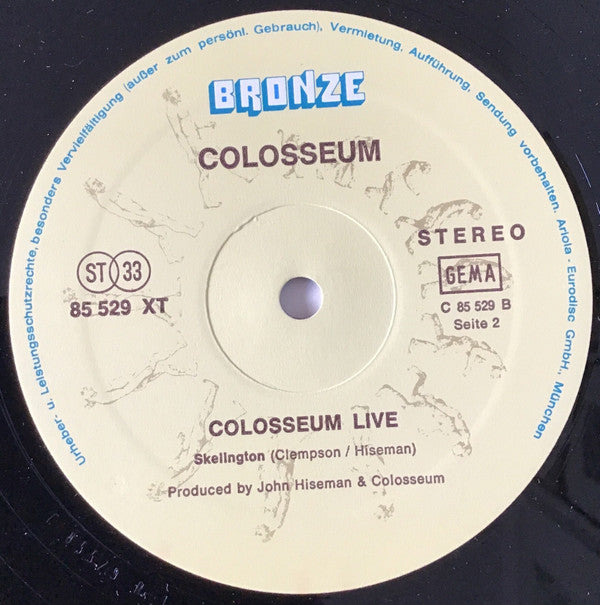 Urheber- u. Leistungsschutzrechte, besonders Vervielfältigung (außer zum persönl. Gebrauch), Vermietung, Aufführung, Sendung vorbehalten. Ariola - Eurodisc GmbH., München
BRONZE
COLOSSEUM
ST 33
85 529 XT
STEREO
GEMA
C 85 529 B
Seite 2
COLOSSEUM LIVE
Skelington (Clempson / Hiseman)
Produced by John Hiseman & Colosseum